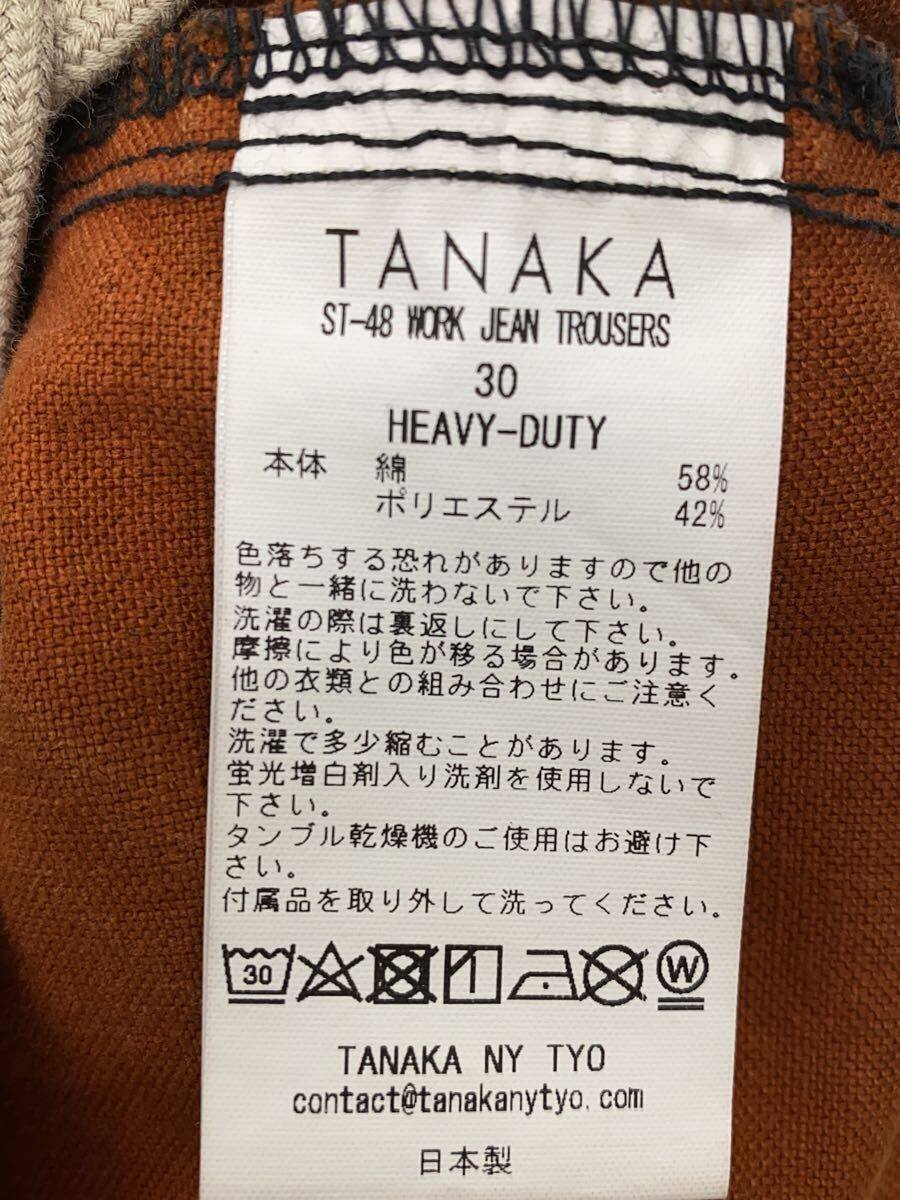 TANAKA
ST-48 WORK JEAN TROUSERS
30
HEAVY-DUTY
本体 綿 58%
ポリエステル 42%
色落ちする恐れがありますので他の
物と一緒に洗わないで下さい。
洗濯の際は裏返しにして下さい。
摩擦により色が移る場合があります。
他の衣類との組み合わせにご注意く
ださい。
洗濯で多少縮むことがあります。
蛍光増白剤入り洗剤を使用しないで
下さい。
タンブル乾燥機のご使用はお避け下
さい。
付属品を取り外して洗ってください。
30 W
TANAKA NY TYO
contact@tanakanytyo.com
日本製